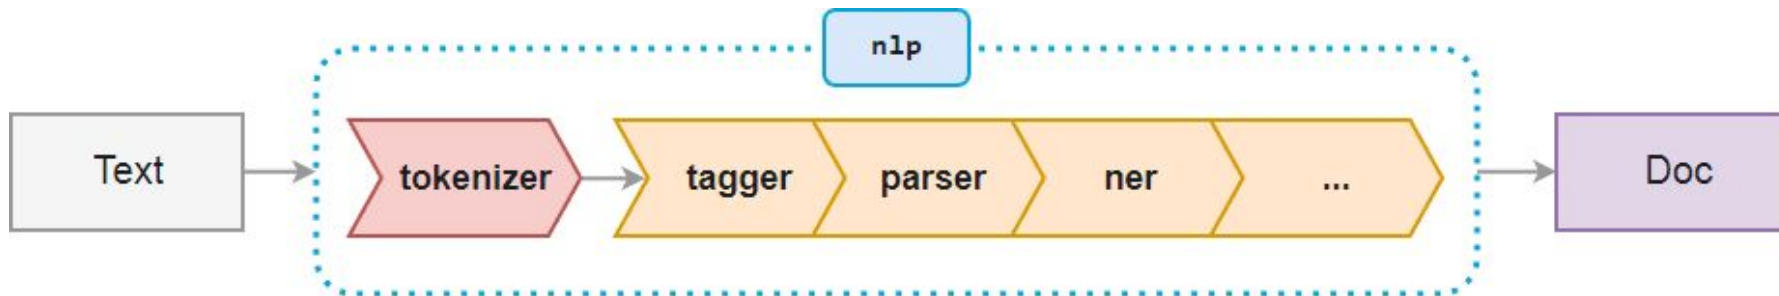 nlp
Text
tokenizer
tagger
parser
ner
...
Doc